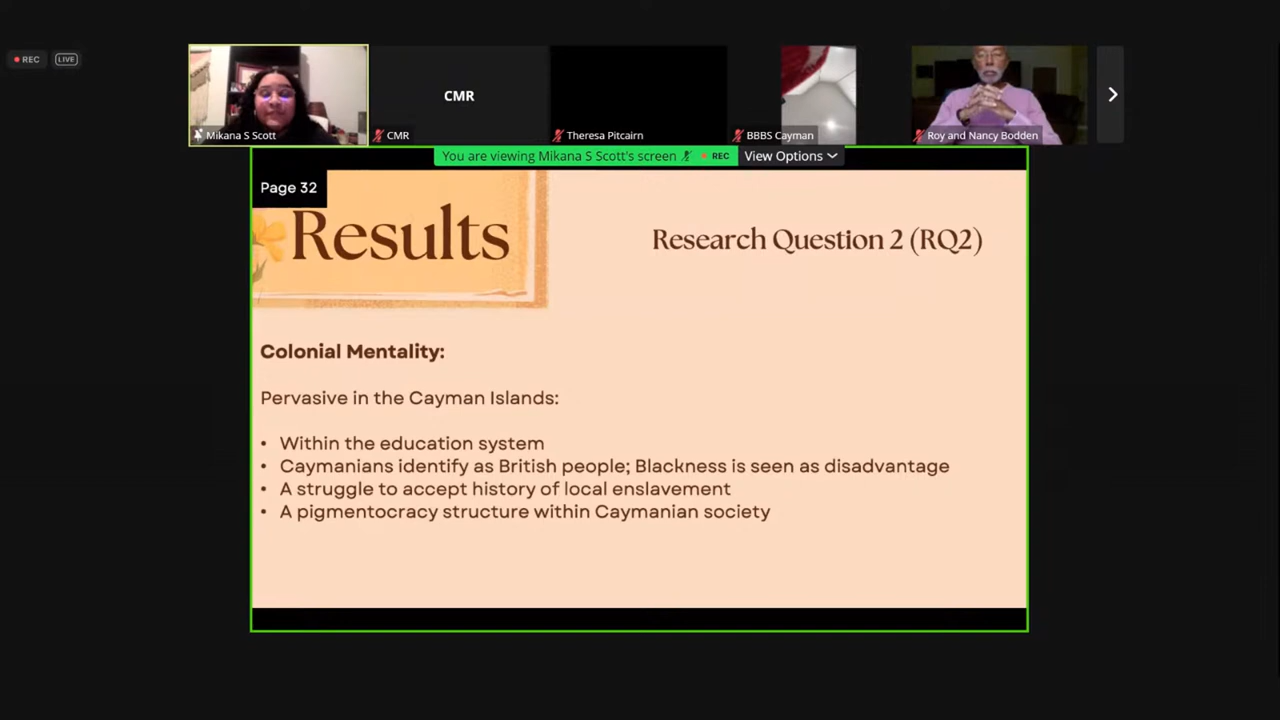 REC
LIVE
CMR
Mikana S Scott
CMR
Theresa Pitcairn
BBBS Cayman
Roy and Nancy Bodden
You are viewing Mikana S Scott's screen
REC
View Options
Page 32
Results
Research Question 2 (RQ2)
Colonial Mentality:
Pervasive in the Cayman Islands:
• Within the education system
• Caymanians identify as British people; Blackness is seen as disadvantage
• A struggle to accept history of local enslavement
• A pigmentocracy structure within Caymanian society